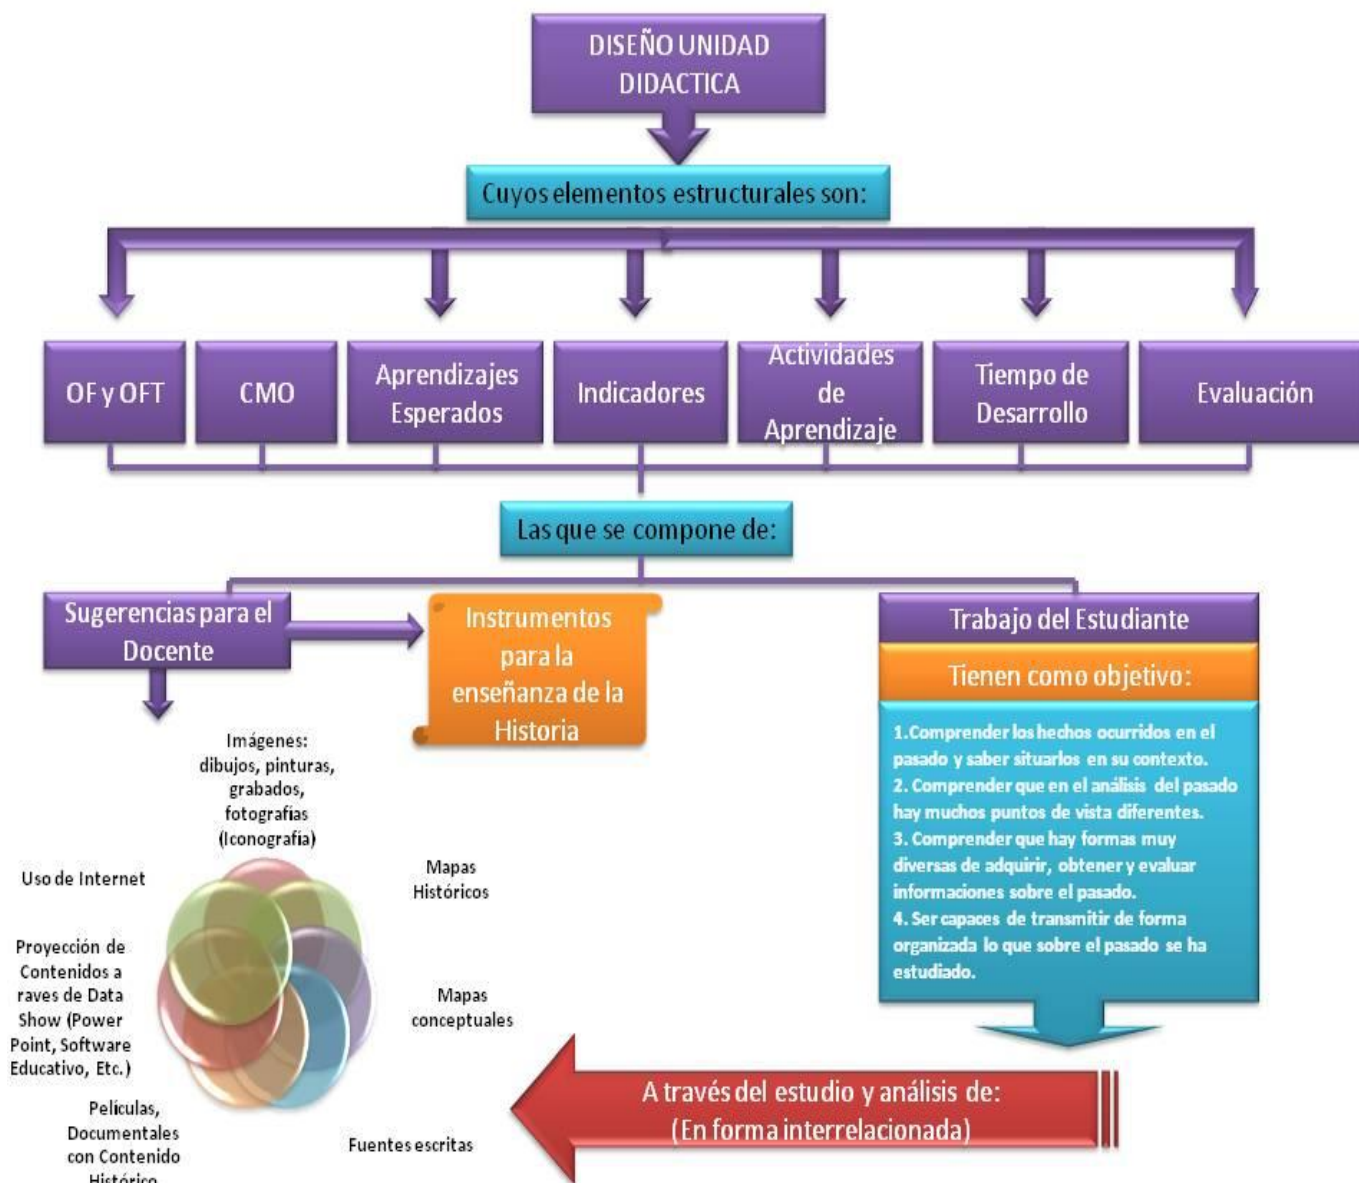 DISEÑO UNIDAD
DIDACTICA
Cuyos elementos estructurales son:
OF y OFT
CMO
Aprendizajes
Esperados
Indicadores
Actividades
de
Aprendizaje
Tiempo de
Desarrollo
Evaluación
Las que se compone de:
Sugerencias para el
Docente
Instrumentos
para la
enseñanza de la
Historia
Trabajo del Estudiante
Tienen como objetivo:
1.Comprender los hechos ocurridos en el
pasado y saber situarlos en su contexto.
2. Comprender que en el análisis del pasado
hay muchos puntos de vista diferentes.
3. Comprender que hay formas muy
diversas de adquirir, obtener y evaluar
informaciones sobre el pasado.
4. Ser capaces de transmitir de forma
organizada lo que sobre el pasado se ha
estudiado.
Imágenes:
dibujos, pinturas,
grabados,
fotografías
(Iconografía)
Mapas
Históricos
Mapas
conceptuales
Fuentes escritas
Películas,
Documentales
con Contenido
Histórico
Proyección de
Contenidos a
raves de Data
Show (Power
Point, Software
Educativo, Etc.)
Uso de Internet
A través del estudio y análisis de:
(En forma interrelacionada)